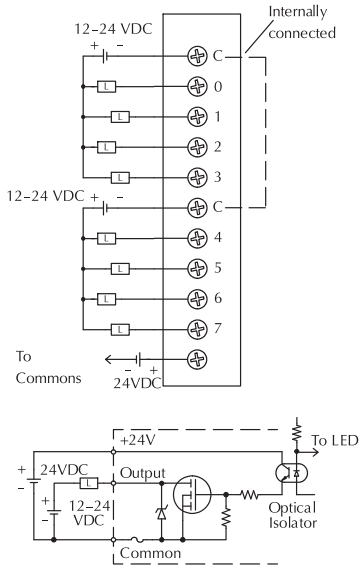 Internally
connected
12–24 VDC
+ –
C
L 0
L 1
L 2
L 3
12–24 VDC + –
C
L 4
L 5
L 6
L 7
To
Commons
– +
24VDC
+24V
To LED
+ 24VDC
–
L
Output
+ 12–24
– VDC
Optical
Isolator
Common